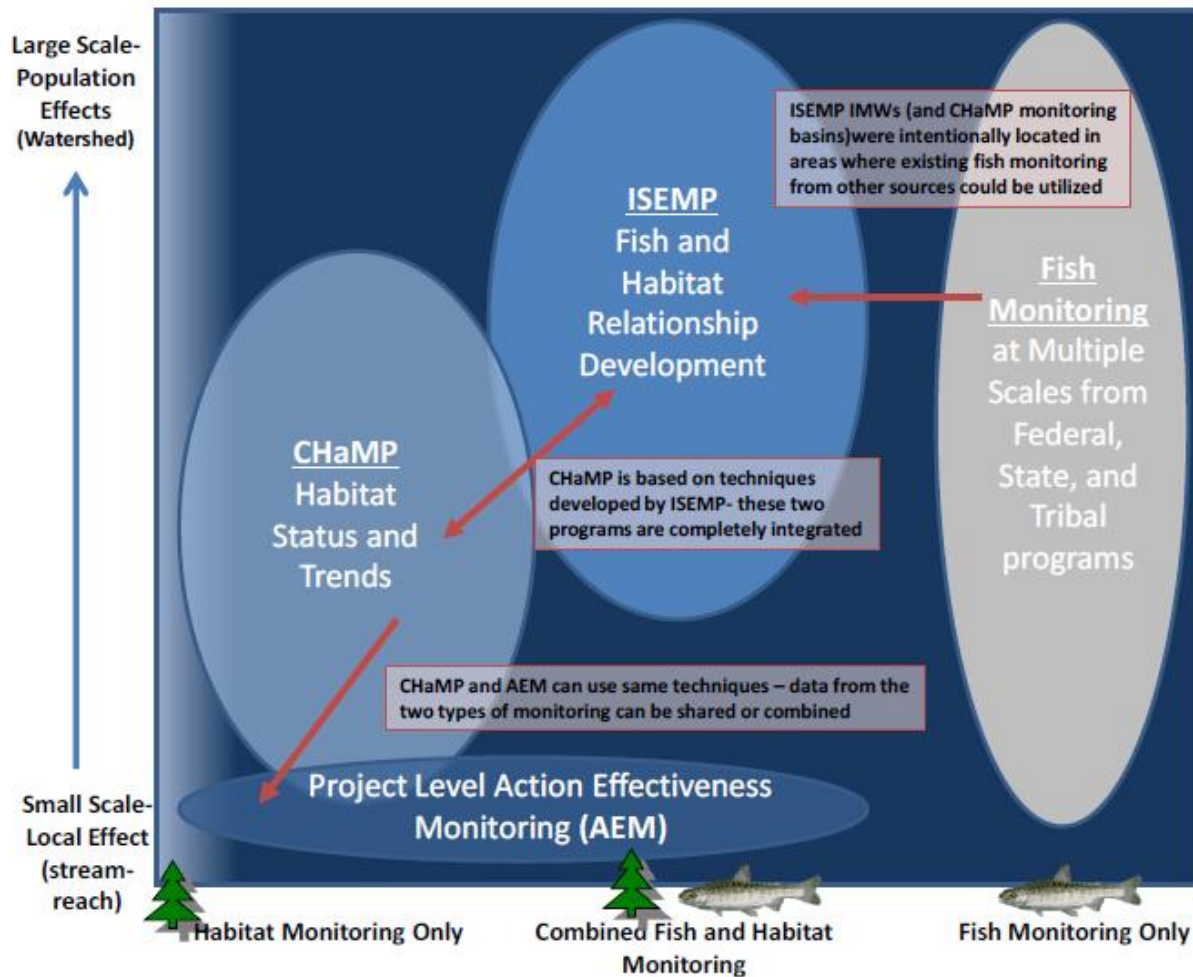 Large Scale-
Population
Effects
(Watershed)
ISEMP IMWs (and CHaMP monitoring
basins)were intentionally located in
areas where existing fish monitoring
from other sources could be utilized
ISEMP
Fish and
Habitat
Relationship
Development
Fish
Monitoring
at Multiple
Scales from
Federal,
State, and
Tribal
programs
CHaMP
Habitat
Status and
Trends
CHaMP is based on techniques
developed by ISEMP- these two
programs are completely integrated
CHaMP and AEM can use same techniques – data from the
two types of monitoring can be shared or combined
Project Level Action Effectiveness
Monitoring (AEM)
Small Scale-
Local Effect
(stream-
reach)
Habitat Monitoring Only
Combined Fish and Habitat
Monitoring
Fish Monitoring Only